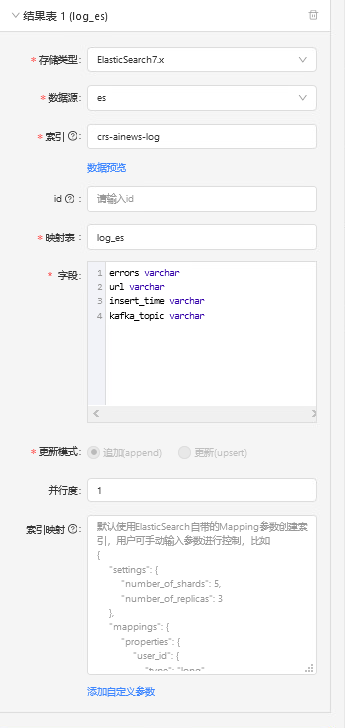 结果表 1 (log_es)
* 存储类型: ElasticSearch7.x
* 数据源: es
* 索引 : crs-ainews-log
数据预览
id : 请输入id
* 映射表: log_es
* 字段:
1 errors varchar
2 url varchar
3 insert_time varchar
4 kafka_topic varchar
* 更新模式: 追加(append) 更新(upsert)
并行度: 1
索引映射 : 默认使用ElasticSearch自带的Mapping参数创建索
引，用户可手动输入参数进行控制，比如
{
"settings": {
"number_of_shards": 5,
"number_of_replicas": 3
},
"mappings": {
"properties": {
"user_id": {
"type": "long"
添加自定义参数